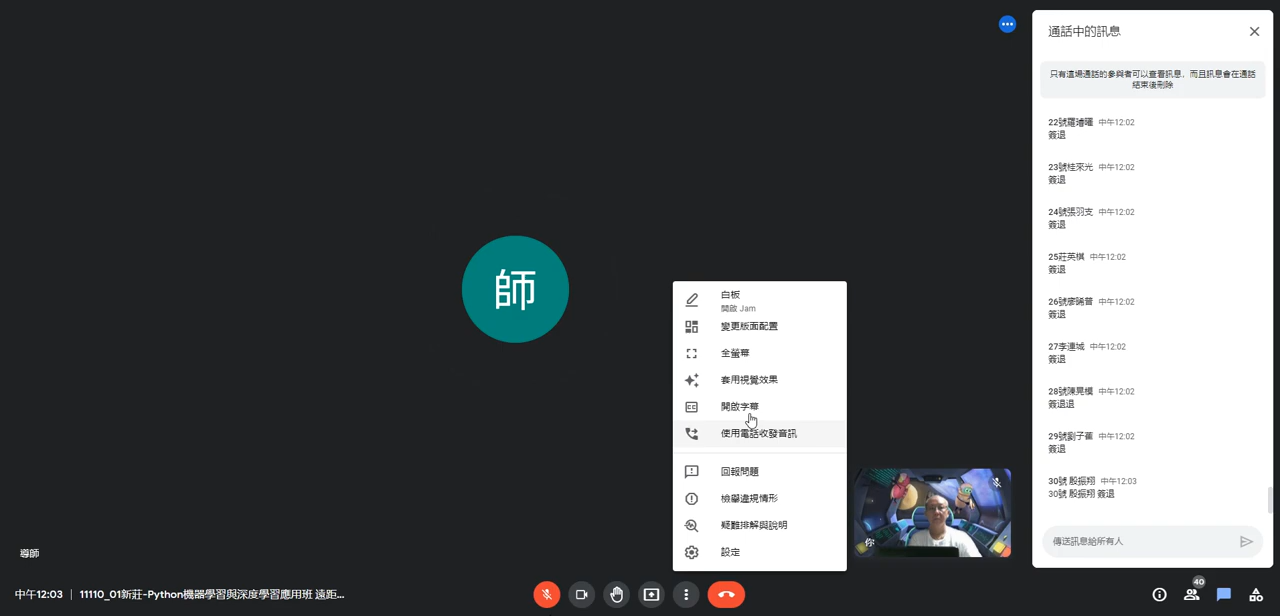 通話中的訊息
只有這場通話的參與者可以查看訊息，而且訊息會在通話
結束後刪除
22號羅璿曜 中午12:02
簽退
23號桂來光 中午12:02
簽退
24號張羽支 中午12:02
簽退
25莊英棋 中午12:02
簽退
26號廖睎普 中午12:02
簽退
27李連城 中午12:02
簽退
28號陳晃模 中午12:02
簽退退
29號劉子蕎 中午12:02
簽退
30號 殷振翔 中午12:03
30號 殷振翔 簽退
傳送訊息給所有人
師
白板
開啟 Jam
變更版面配置
全螢幕
套用視覺效果
開啟字幕
使用電話收發音訊
回報問題
檢舉違規情形
疑難排解與說明
設定
你
導師
中午12:03 | 11110_01新莊-Python機器學習與深度學習應用班 遠距...
40